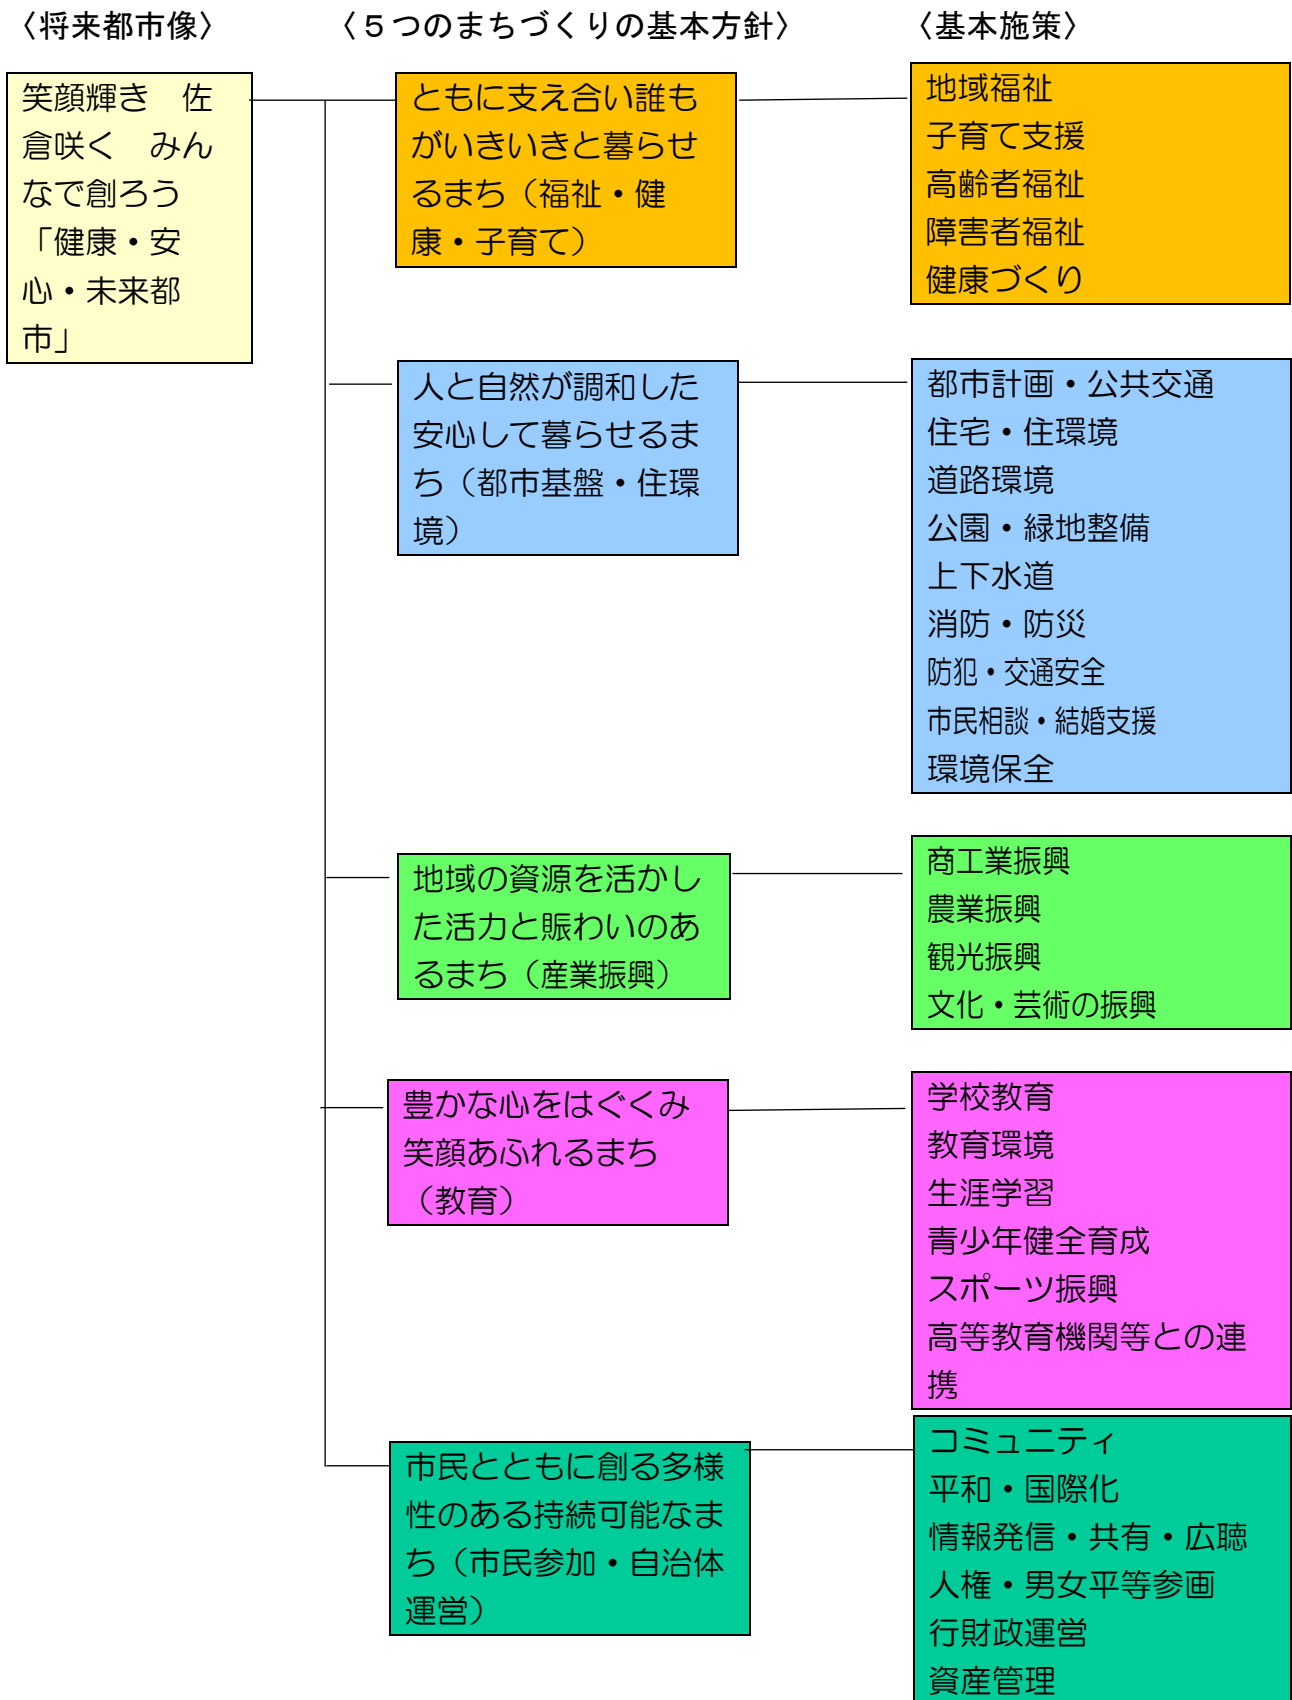 〈将来都市像〉
〈５つのまちづくりの基本方針〉
〈基本施策〉
笑顔輝き　佐
倉咲く　みん
なで創ろう
「健康・安
心・未来都
市」
ともに支え合い誰も
がいきいきと暮らせ
るまち（福祉・健
康・子育て）
地域福祉
子育て支援
高齢者福祉
障害者福祉
健康づくり
人と自然が調和した
安心して暮らせるま
ち（都市基盤・住環
境）
都市計画・公共交通
住宅・住環境
道路環境
公園・緑地整備
上下水道
消防・防災
防犯・交通安全
市民相談・結婚支援
環境保全
地域の資源を活かし
た活力と賑わいのあ
るまち（産業振興）
商工業振興
農業振興
観光振興
文化・芸術の振興
豊かな心をはぐくみ
笑顔あふれるまち
（教育）
学校教育
教育環境
生涯学習
青少年健全育成
スポーツ振興
高等教育機関等との連
携
市民とともに創る多様
性のある持続可能なま
ち（市民参加・自治体
運営）
コミュニティ
平和・国際化
情報発信・共有・広聴
人権・男女平等参画
行財政運営
資産管理